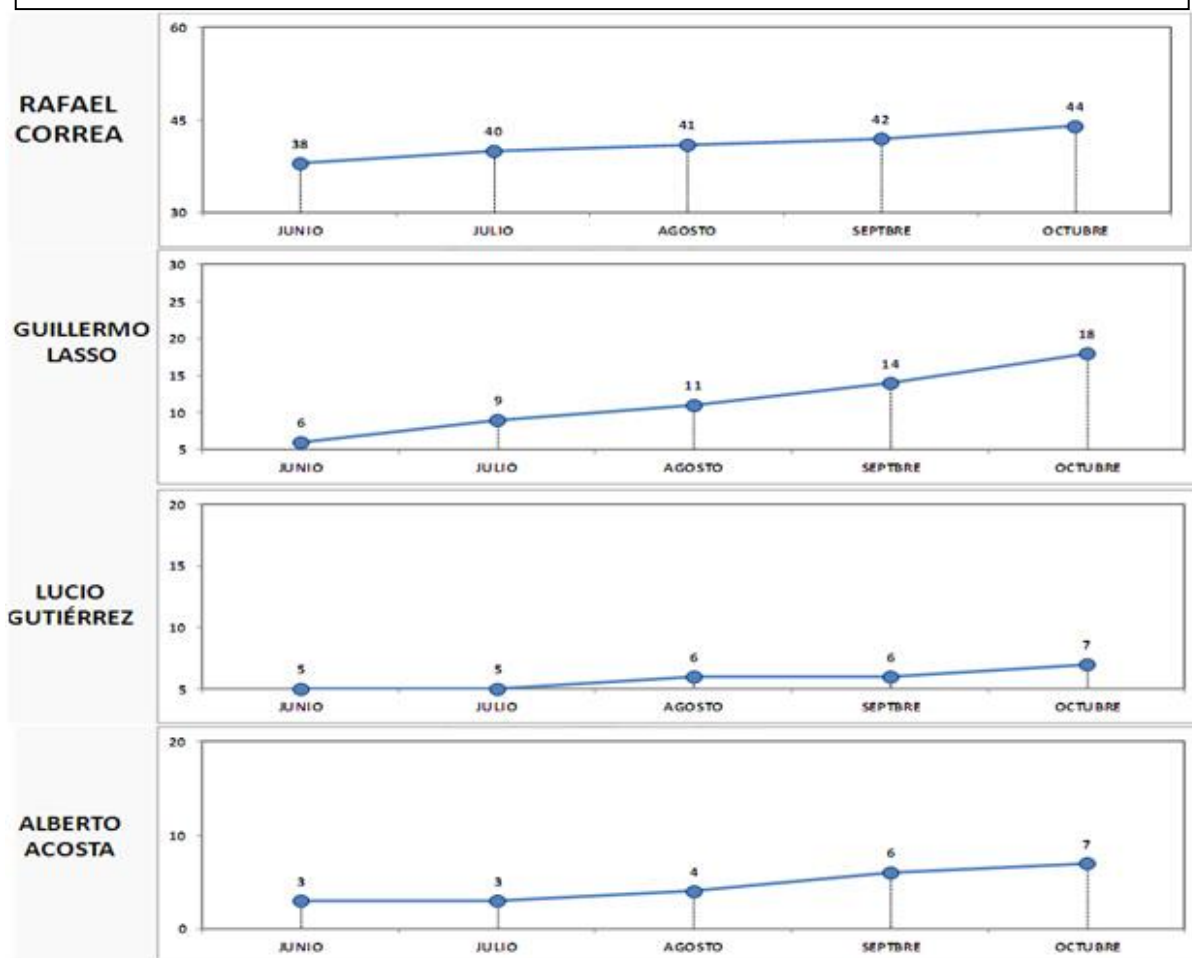 RAFAEL
CORREA
60
45
30
38
40
41
42
44
JUNIO
JULIO
AGOSTO
SEPTBRE
OCTUBRE
GUILLERMO
LASSO
30
25
20
15
10
5
6
9
11
14
18
JUNIO
JULIO
AGOSTO
SEPTBRE
OCTUBRE
LUCIO
GUTIÉRREZ
20
15
10
5
5
5
6
6
7
JUNIO
JULIO
AGOSTO
SEPTBRE
OCTUBRE
ALBERTO
ACOSTA
20
10
0
3
3
4
6
7
JUNIO
JULIO
AGOSTO
SEPTBRE
OCTUBRE